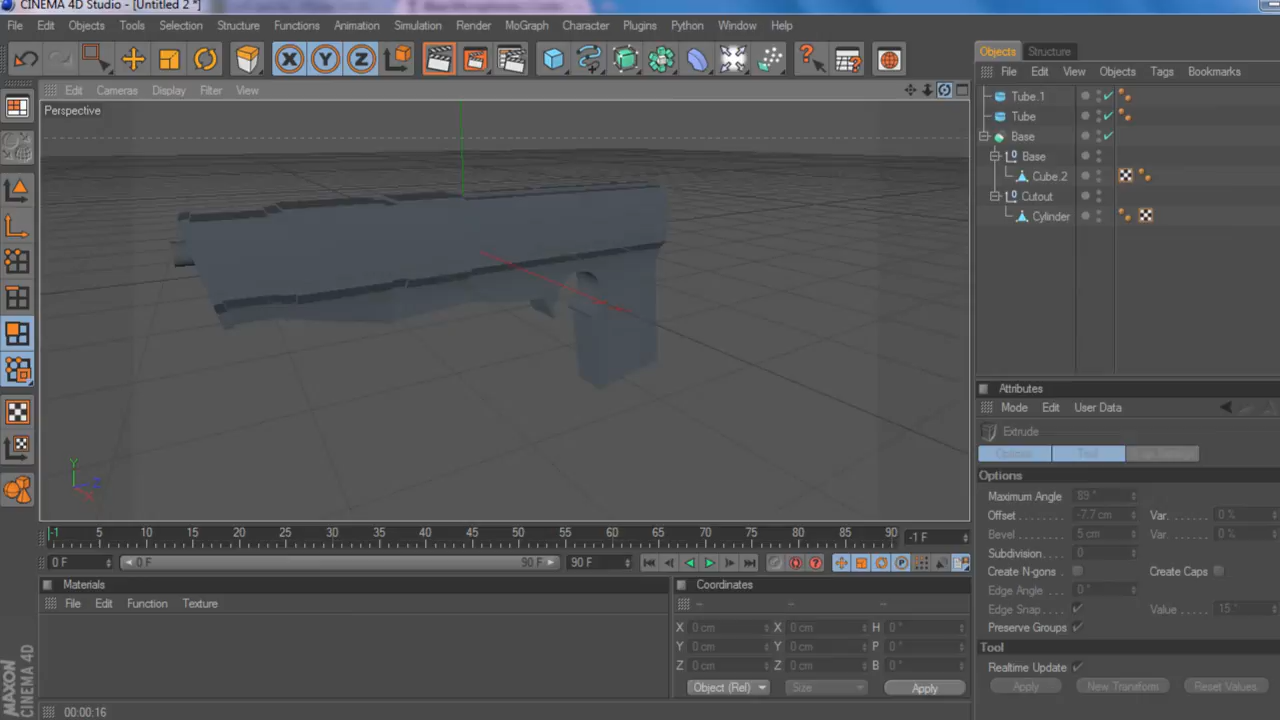 CINEMA 4D Studio - [Untitled 2 *]
File Edit Objects Tools Selection Structure Functions Animation Simulation Render MoGraph Character Plugins Python Window Help
Edit Cameras Display Filter View
Perspective
Y
Z
X
Objects Structure
File Edit View Objects Tags Bookmarks
Tube.1
Tube
Base
Base
Cube.2
Cutout
Cylinder
Attributes
Mode Edit User Data
Extrude
Options Tool
Options
Maximum Angle 89 °
Offset -7.7 cm Var. 0 %
Bevel 5 cm Var. 0 %
Subdivision 0
Create N-gons Create Caps
Edge Angle 0 °
Edge Snap Value 15 °
Preserve Groups
Tool
Realtime Update
Apply New Transform Reset Values
-1 5 10 15 20 25 30 35 40 45 50 55 60 65 70 75 80 85 90 -1 F
0 F 0 F 90 F 90 F
Materials
File Edit Function Texture
Coordinates
X 0 cm X 0 cm H 0 °
Y 0 cm Y 0 cm P 0 °
Z 0 cm Z 0 cm B 0 °
Object (Rel) Size Apply
MAXON
CINEMA 4D
00:00:16